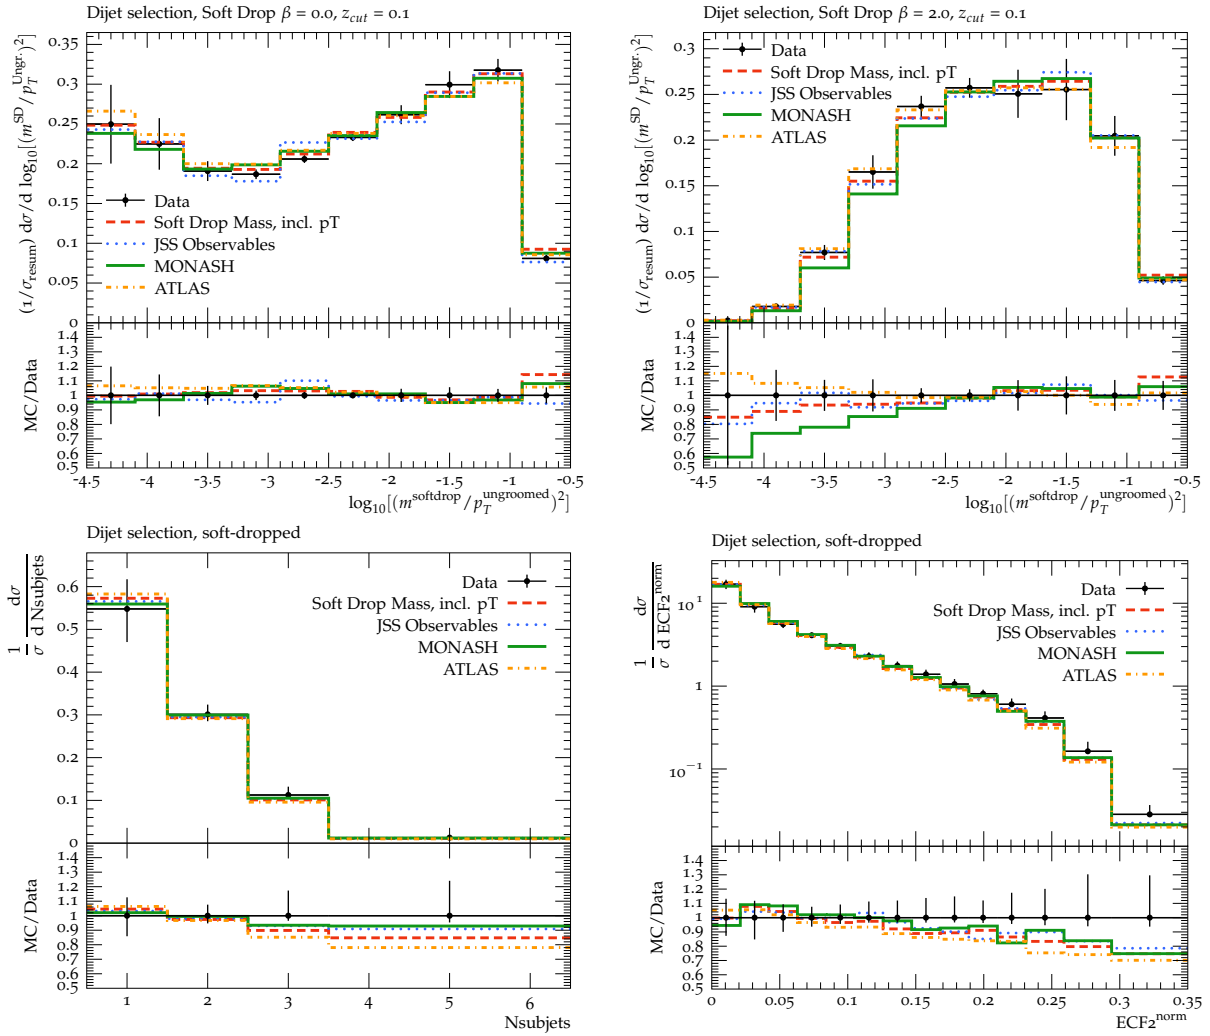 Dijet selection, Soft Drop β = 0.0, z_cut = 0.1
(1/σ_resum) dσ/d log₁₀[(m^SD/p_T^Ungr.)²]
0.35
0.3
0.25
0.2
0.15
0.1
0.05
0
Data
Soft Drop Mass, incl. pT
JSS Observables
MONASH
ATLAS
MC/Data
1.4
1.3
1.2
1.1
1.0
0.9
0.8
0.7
0.6
0.5
-4.5 -4 -3.5 -3 -2.5 -2 -1.5 -1 -0.5
log₁₀[(m^softdrop/p_T^ungroomed)²]
Dijet selection, Soft Drop β = 2.0, z_cut = 0.1
(1/σ_resum) dσ/d log₁₀[(m^SD/p_T^Ungr.)²]
0.3
0.25
0.2
0.15
0.1
0.05
0
Data
Soft Drop Mass, incl. pT
JSS Observables
MONASH
ATLAS
MC/Data
1.4
1.3
1.2
1.1
1.0
0.9
0.8
0.7
0.6
0.5
-4.5 -4 -3.5 -3 -2.5 -2 -1.5 -1 -0.5
log₁₀[(m^softdrop/p_T^ungroomed)²]
Dijet selection, soft-dropped
1/σ dσ/d Nsubjets
0.6
0.5
0.4
0.3
0.2
0.1
0
Data
Soft Drop Mass, incl. pT
JSS Observables
MONASH
ATLAS
MC/Data
1.4
1.3
1.2
1.1
1
0.9
0.8
0.7
0.6
0.5
1 2 3 4 5 6
Nsubjets
Dijet selection, soft-dropped
1/σ dσ/d ECF2^norm
10¹
1
10⁻¹
Data
Soft Drop Mass, incl. pT
JSS Observables
MONASH
ATLAS
MC/Data
1.4
1.3
1.2
1.1
1
0.9
0.8
0.7
0.6
0.5
0 0.05 0.1 0.15 0.2 0.25 0.3 0.35
ECF2^norm